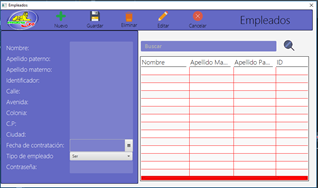 Empleados
Nuevo Guardar Eliminar Editar Cancelar Empleados
Nombre:
Apellido paterno:
Apellido materno:
Identificador:
Calle:
Avenida:
Colonia:
C.P:
Ciudad:
Fecha de contratación:
Tipo de empleado
Contraseña:
Buscar
Nombre Apellido Ma... Apellido Pa... ID